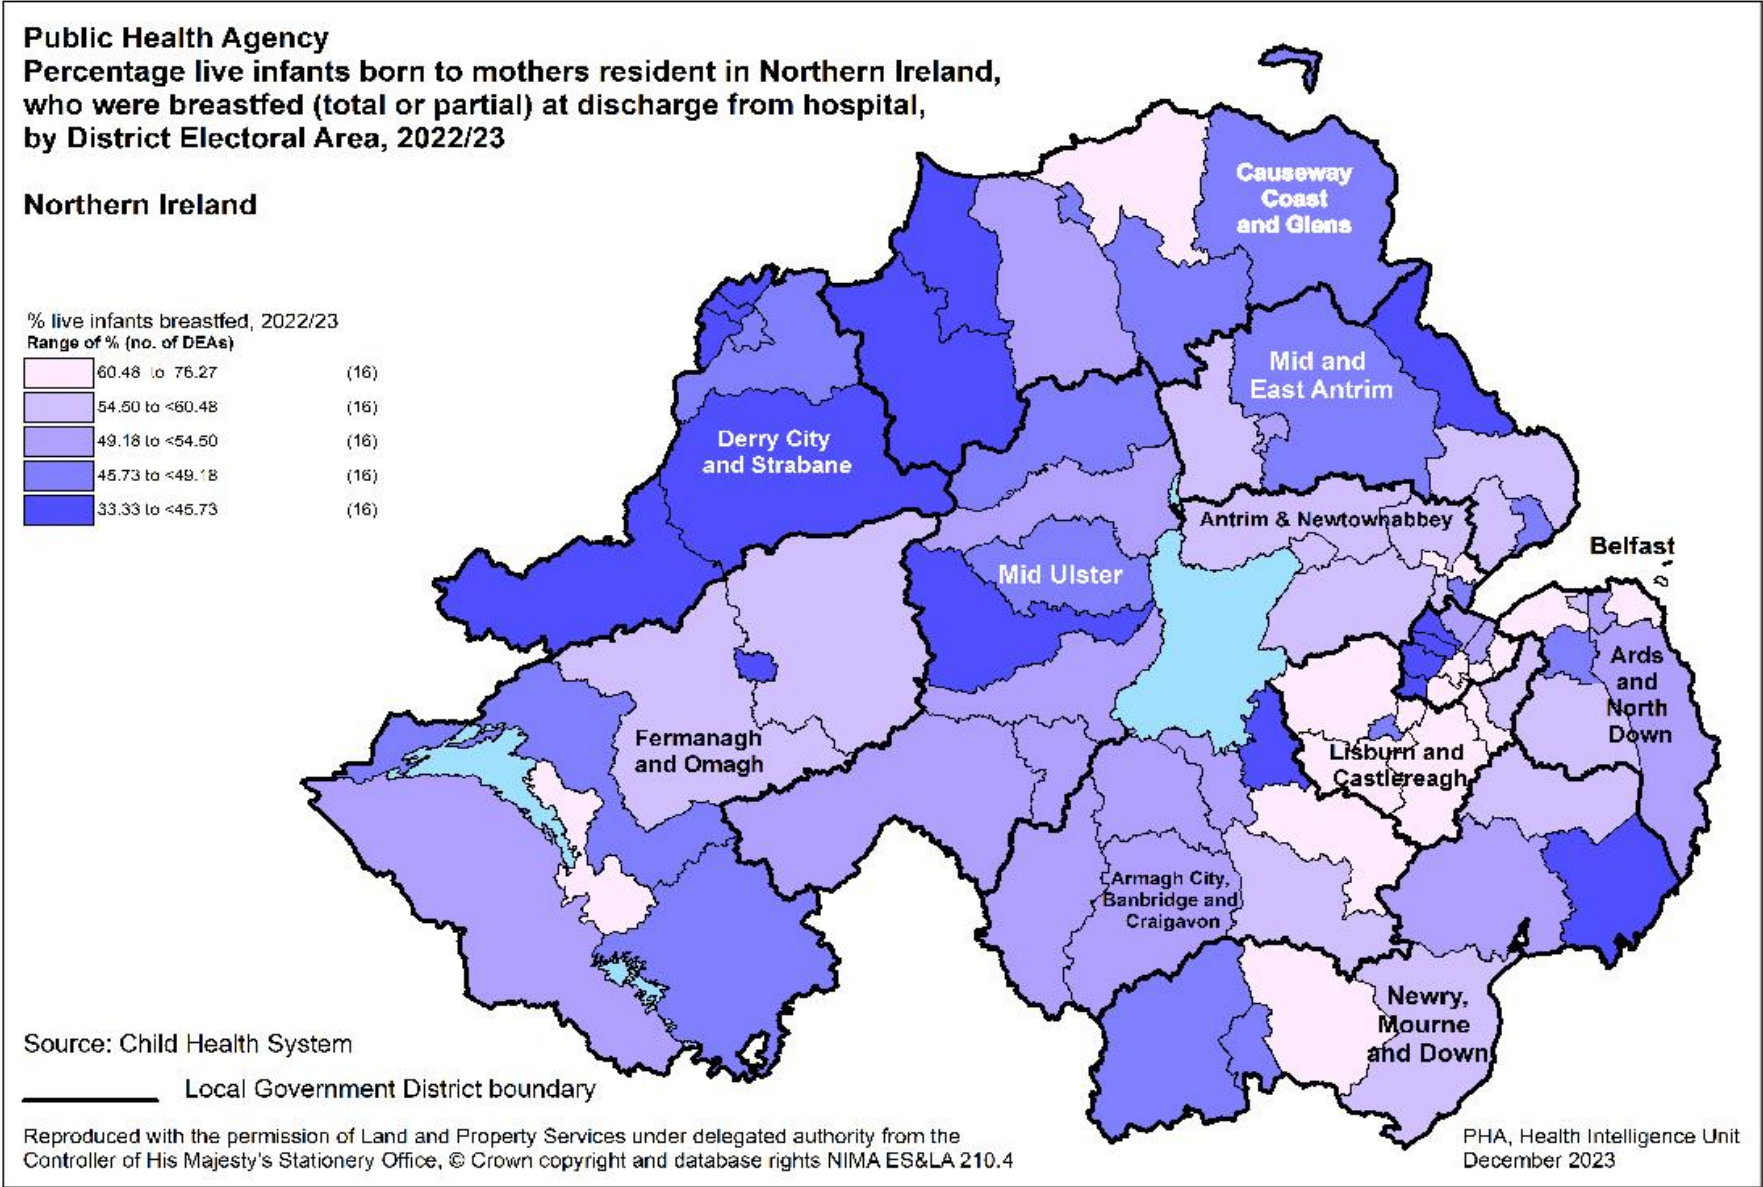 Public Health Agency
Percentage live infants born to mothers resident in Northern Ireland,
who were breastfed (total or partial) at discharge from hospital,
by District Electoral Area, 2022/23
Northern Ireland
% live infants breastfed, 2022/23
Range of % (no. of DEAs)
60.48 to 76.27 (16)
54.50 to <60.48 (16)
49.18 to <54.50 (16)
45.73 to <49.18 (16)
33.33 to <45.73 (16)
Causeway
Coast
and Glens
Mid and
East Antrim
Derry City
and Strabane
Antrim & Newtownabbey
Belfast
Mid Ulster
Ards
and
North
Down
Fermanagh
and Omagh
Lisburn and
Castlereagh
Armagh City,
Banbridge and
Craigavon
Newry,
Mourne
and Down
Source: Child Health System
Local Government District boundary
Reproduced with the permission of Land and Property Services under delegated authority from the
Controller of His Majesty's Stationery Office, © Crown copyright and database rights NIMA ES&LA 210.4
PHA, Health Intelligence Unit
December 2023